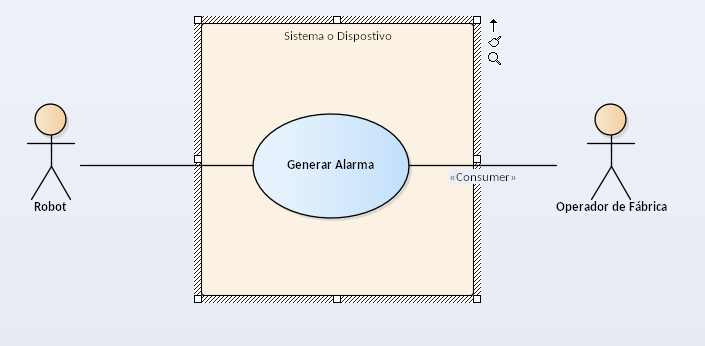 Sistema o Dispostivo
Generar Alarma
«Consumer»
Robot
Operador de Fábrica